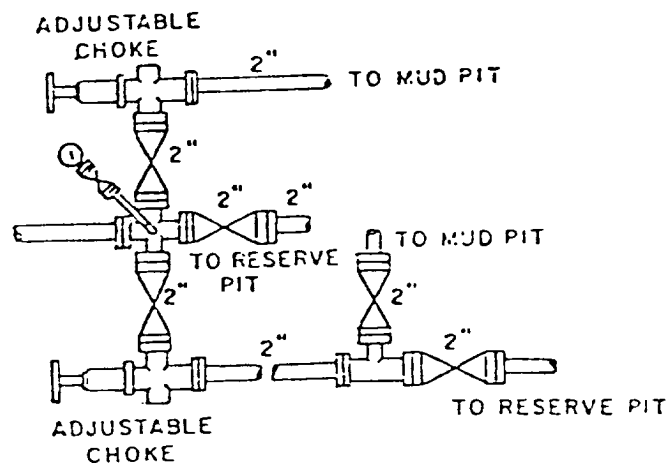 ADJUSTABLE
CHOKE
2"
TO MUD PIT
2"
2" 2"
TO RESERVE
PIT
TO MUD PIT
2"
2"
2"
2"
TO RESERVE PIT
ADJUSTABLE
CHOKE